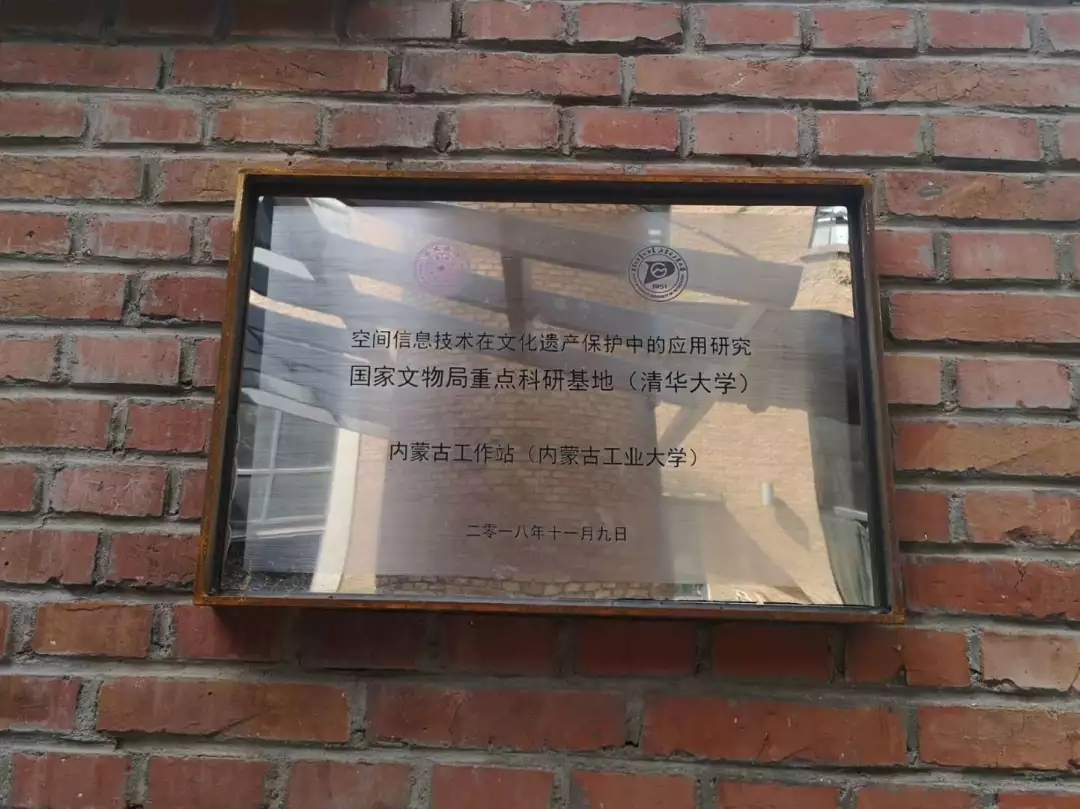 1951
空间信息技术在文化遗产保护中的应用研究
国家文物局重点科研基地（清华大学）
内蒙古工作站（内蒙古工业大学）
二零一八年十一月九日